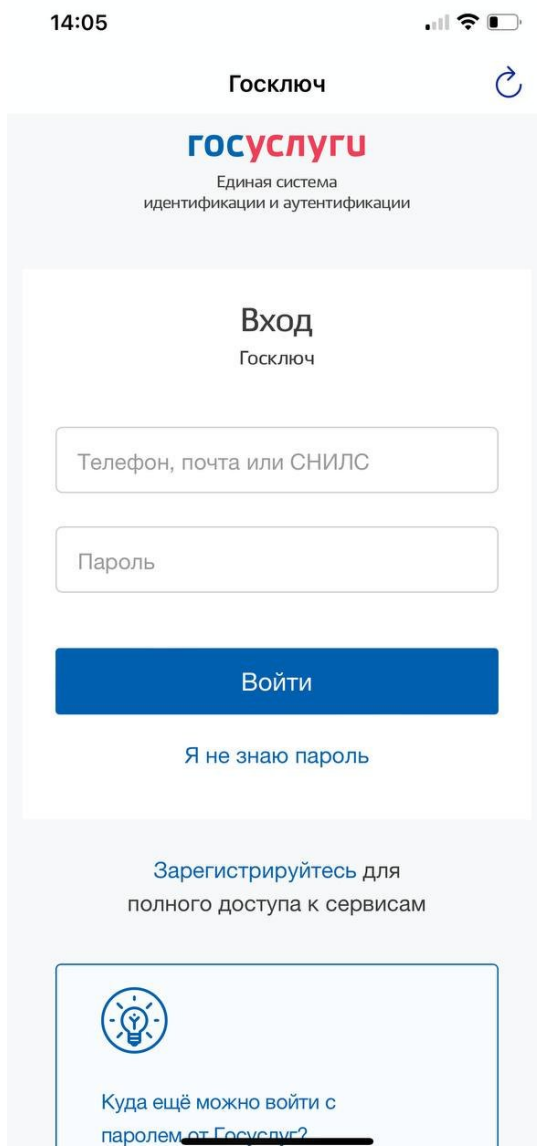 14:05
Госключ
госуслуги
Единая система
идентификации и аутентификации
Вход
Госключ
Телефон, почта или СНИЛС
Пароль
Войти
Я не знаю пароль
Зарегистрируйтесь для
полного доступа к сервисам
Куда ещё можно войти с
паролем от Госуслуг?